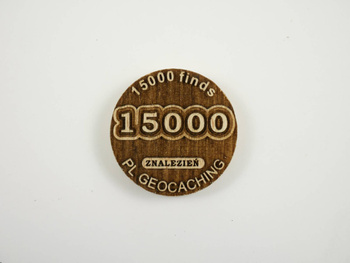 15000 finds
15000
ZNALEZIEŃ
PL GEOCACHING